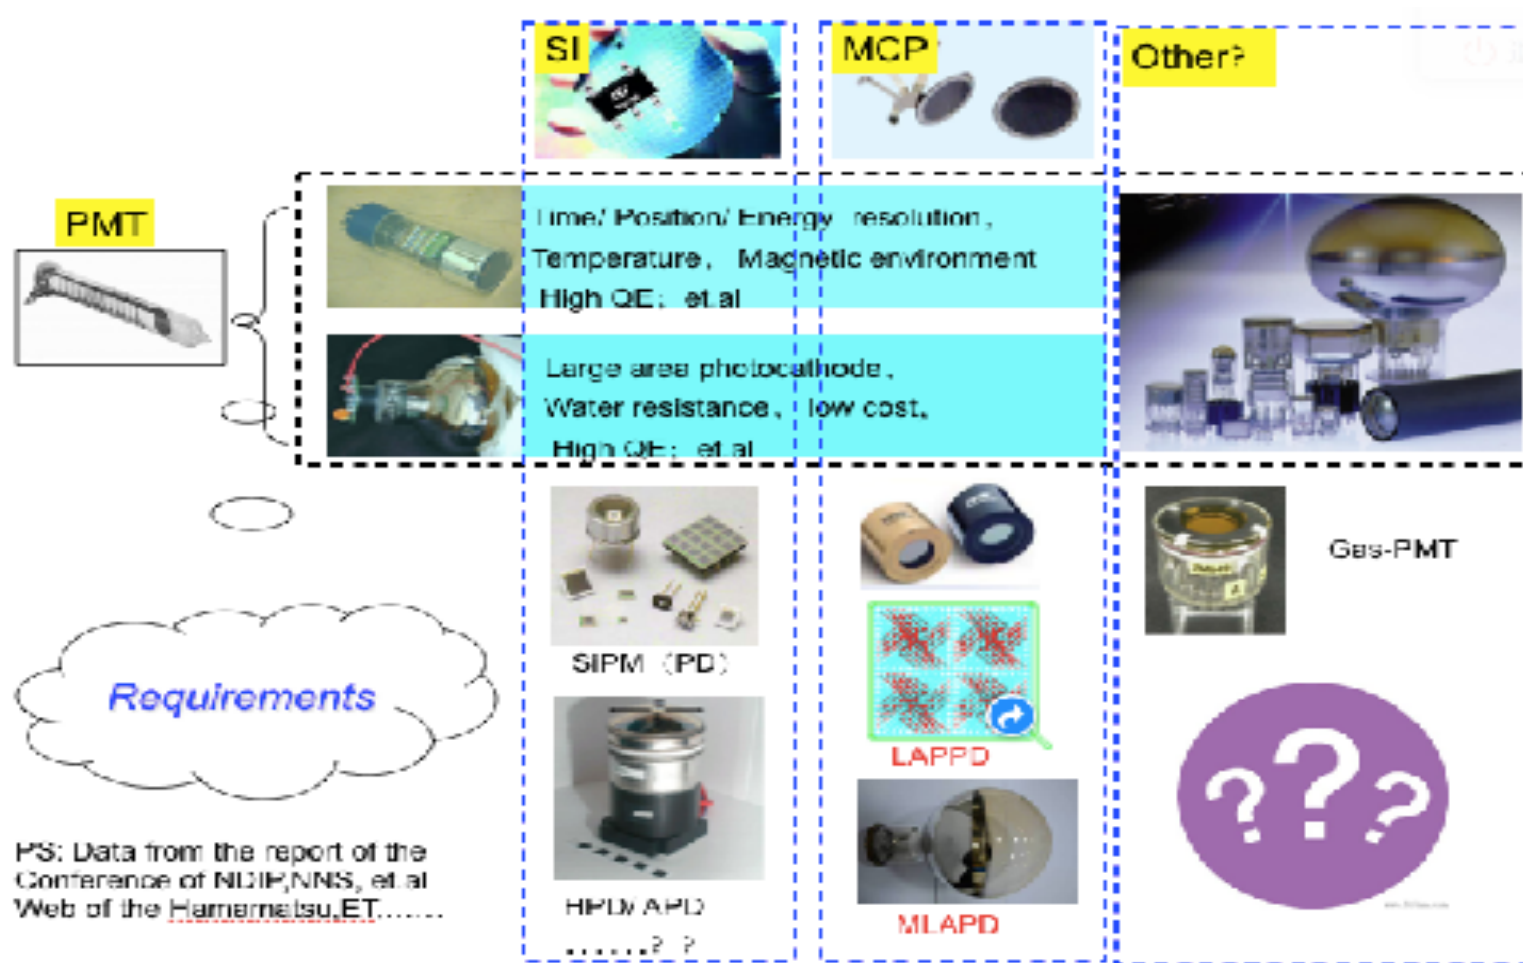 SI
MCP
Other?
PMT
Time/ Position/ Energy resolution、
Temperature、 Magnetic environment
High QE；et.al
Large area photocathode、
Water resistance、 low cost、
High QE；et.al
Gas-PMT
SIPM（PD）
Requirements
LAPPD
PS: Data from the report of the
Conference of NDIP,NNS, et.al
Web of the Hamamatsu,ET.......
HPD/APD
......? ?
MLAPD
???